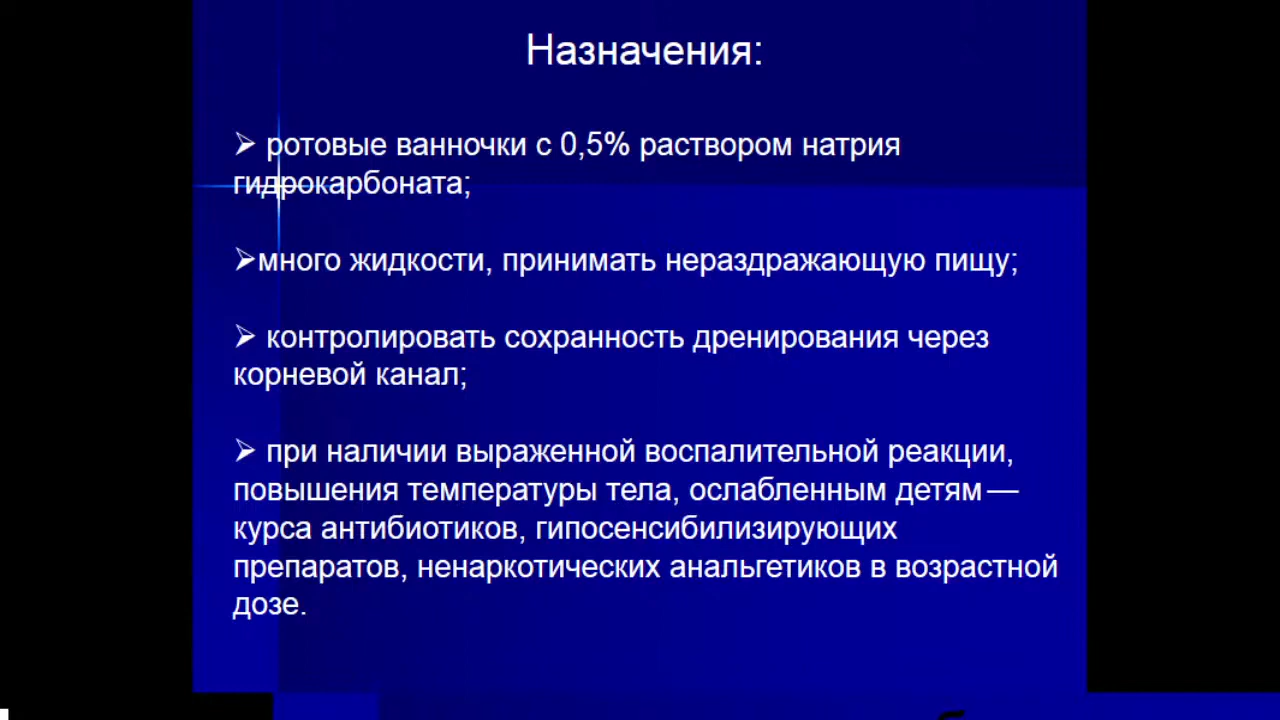 Назначения:
➢ ротовые ванночки с 0,5% раствором натрия
гидрокарбоната;
➢много жидкости, принимать нераздражающую пищу;
➢ контролировать сохранность дренирования через
корневой канал;
➢ при наличии выраженной воспалительной реакции,
повышения температуры тела, ослабленным детям —
курса антибиотиков, гипосенсибилизирующих
препаратов, ненаркотических анальгетиков в возрастной
дозе.